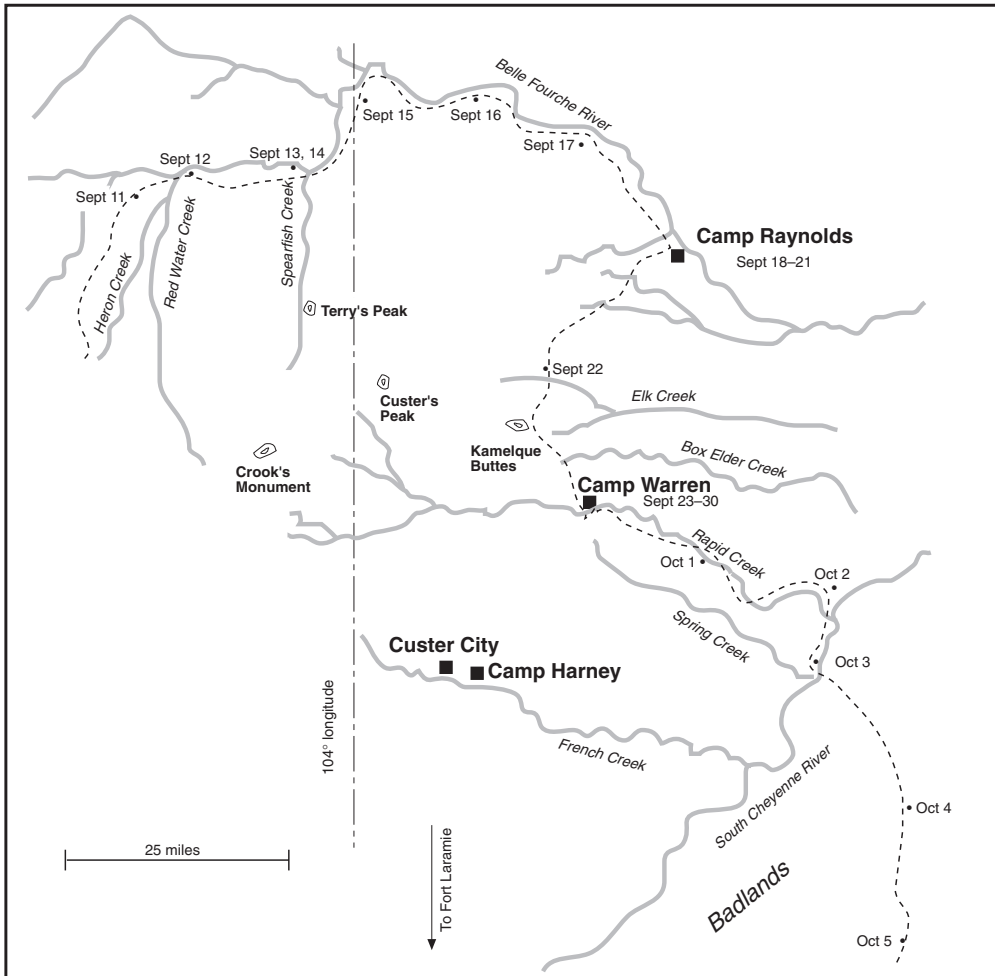 Belle Fourche River
Sept 15
Sept 16
Sept 17
Sept 13, 14
Sept 12
Sept 11
Heron Creek
Red Water Creek
Spearfish Creek
Camp Raynolds
Sept 18–21
Terry's Peak
Sept 22
Custer's
Peak
Elk Creek
Kamelque
Buttes
Box Elder Creek
Crook's
Monument
Camp Warren
Sept 23–30
Rapid Creek
Oct 1
Oct 2
Spring Creek
Custer City
Camp Harney
Oct 3
104° longitude
French Creek
South Cheyenne River
Oct 4
25 miles
To Fort Laramie
Badlands
Oct 5